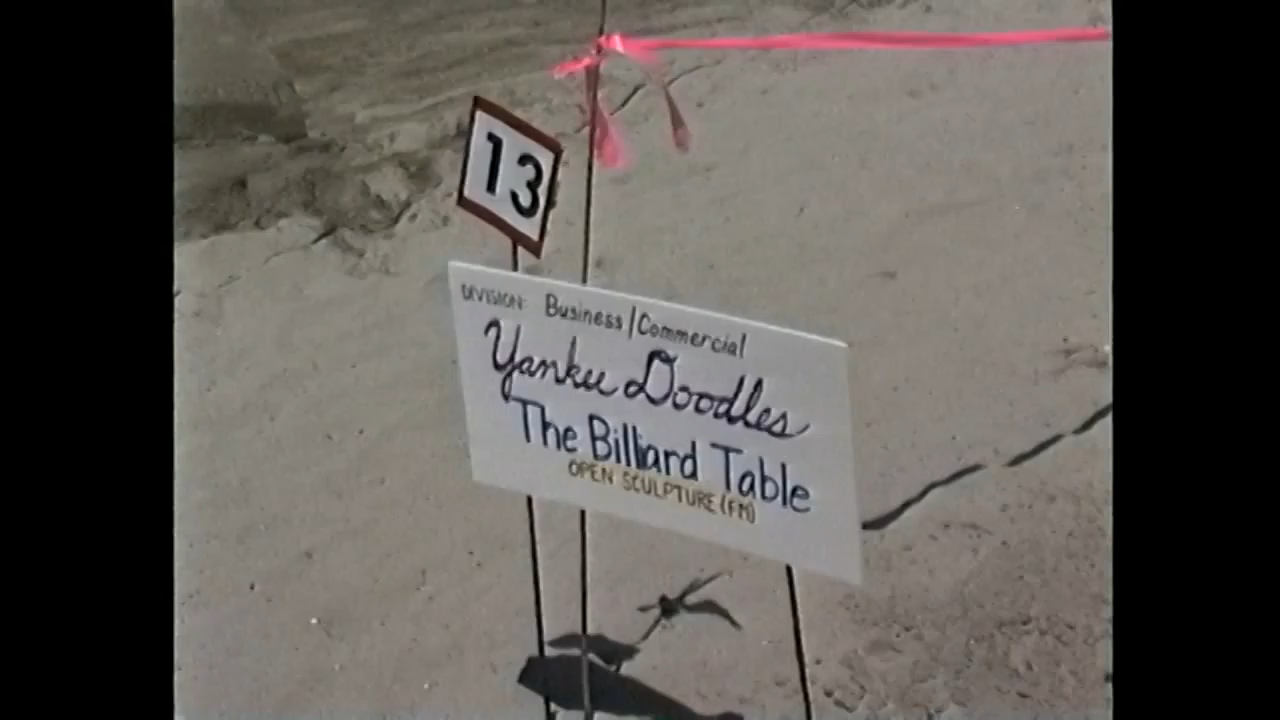 13
DIVISION: Business/Commercial
Yankee Doodles
The Billiard Table
OPEN SCULPTURE (FM)